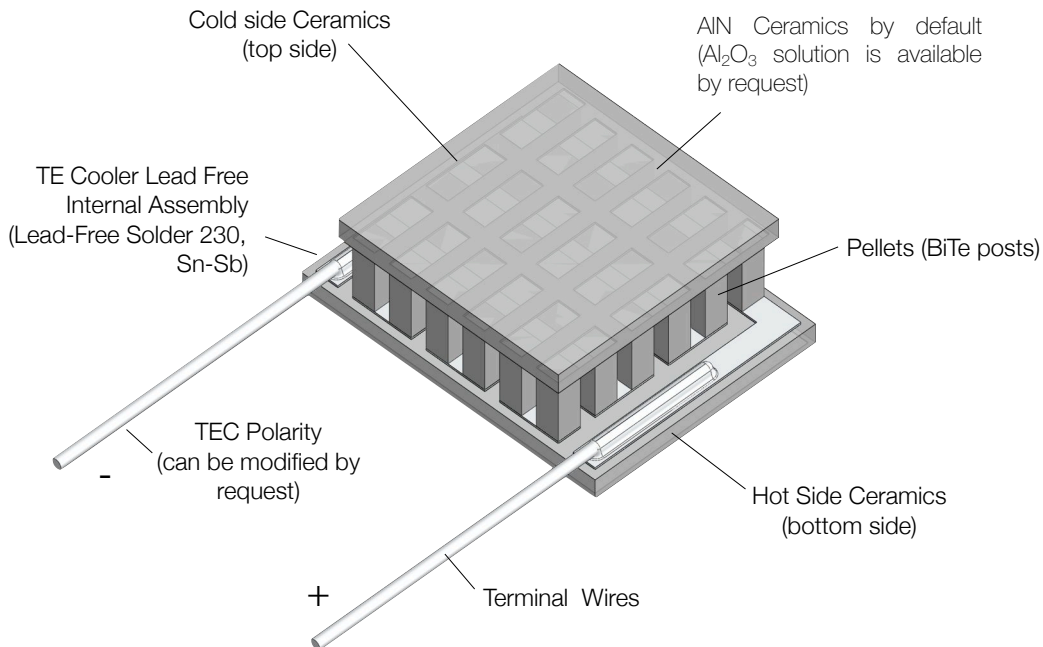 Cold side Ceramics
(top side)
AlN Ceramics by default
(Al₂O₃ solution is available
by request)
TE Cooler Lead Free
Internal Assembly
(Lead-Free Solder 230,
Sn-Sb)
Pellets (BiTe posts)
TEC Polarity
(can be modified by
request)
-
Hot Side Ceramics
(bottom side)
+
Terminal Wires